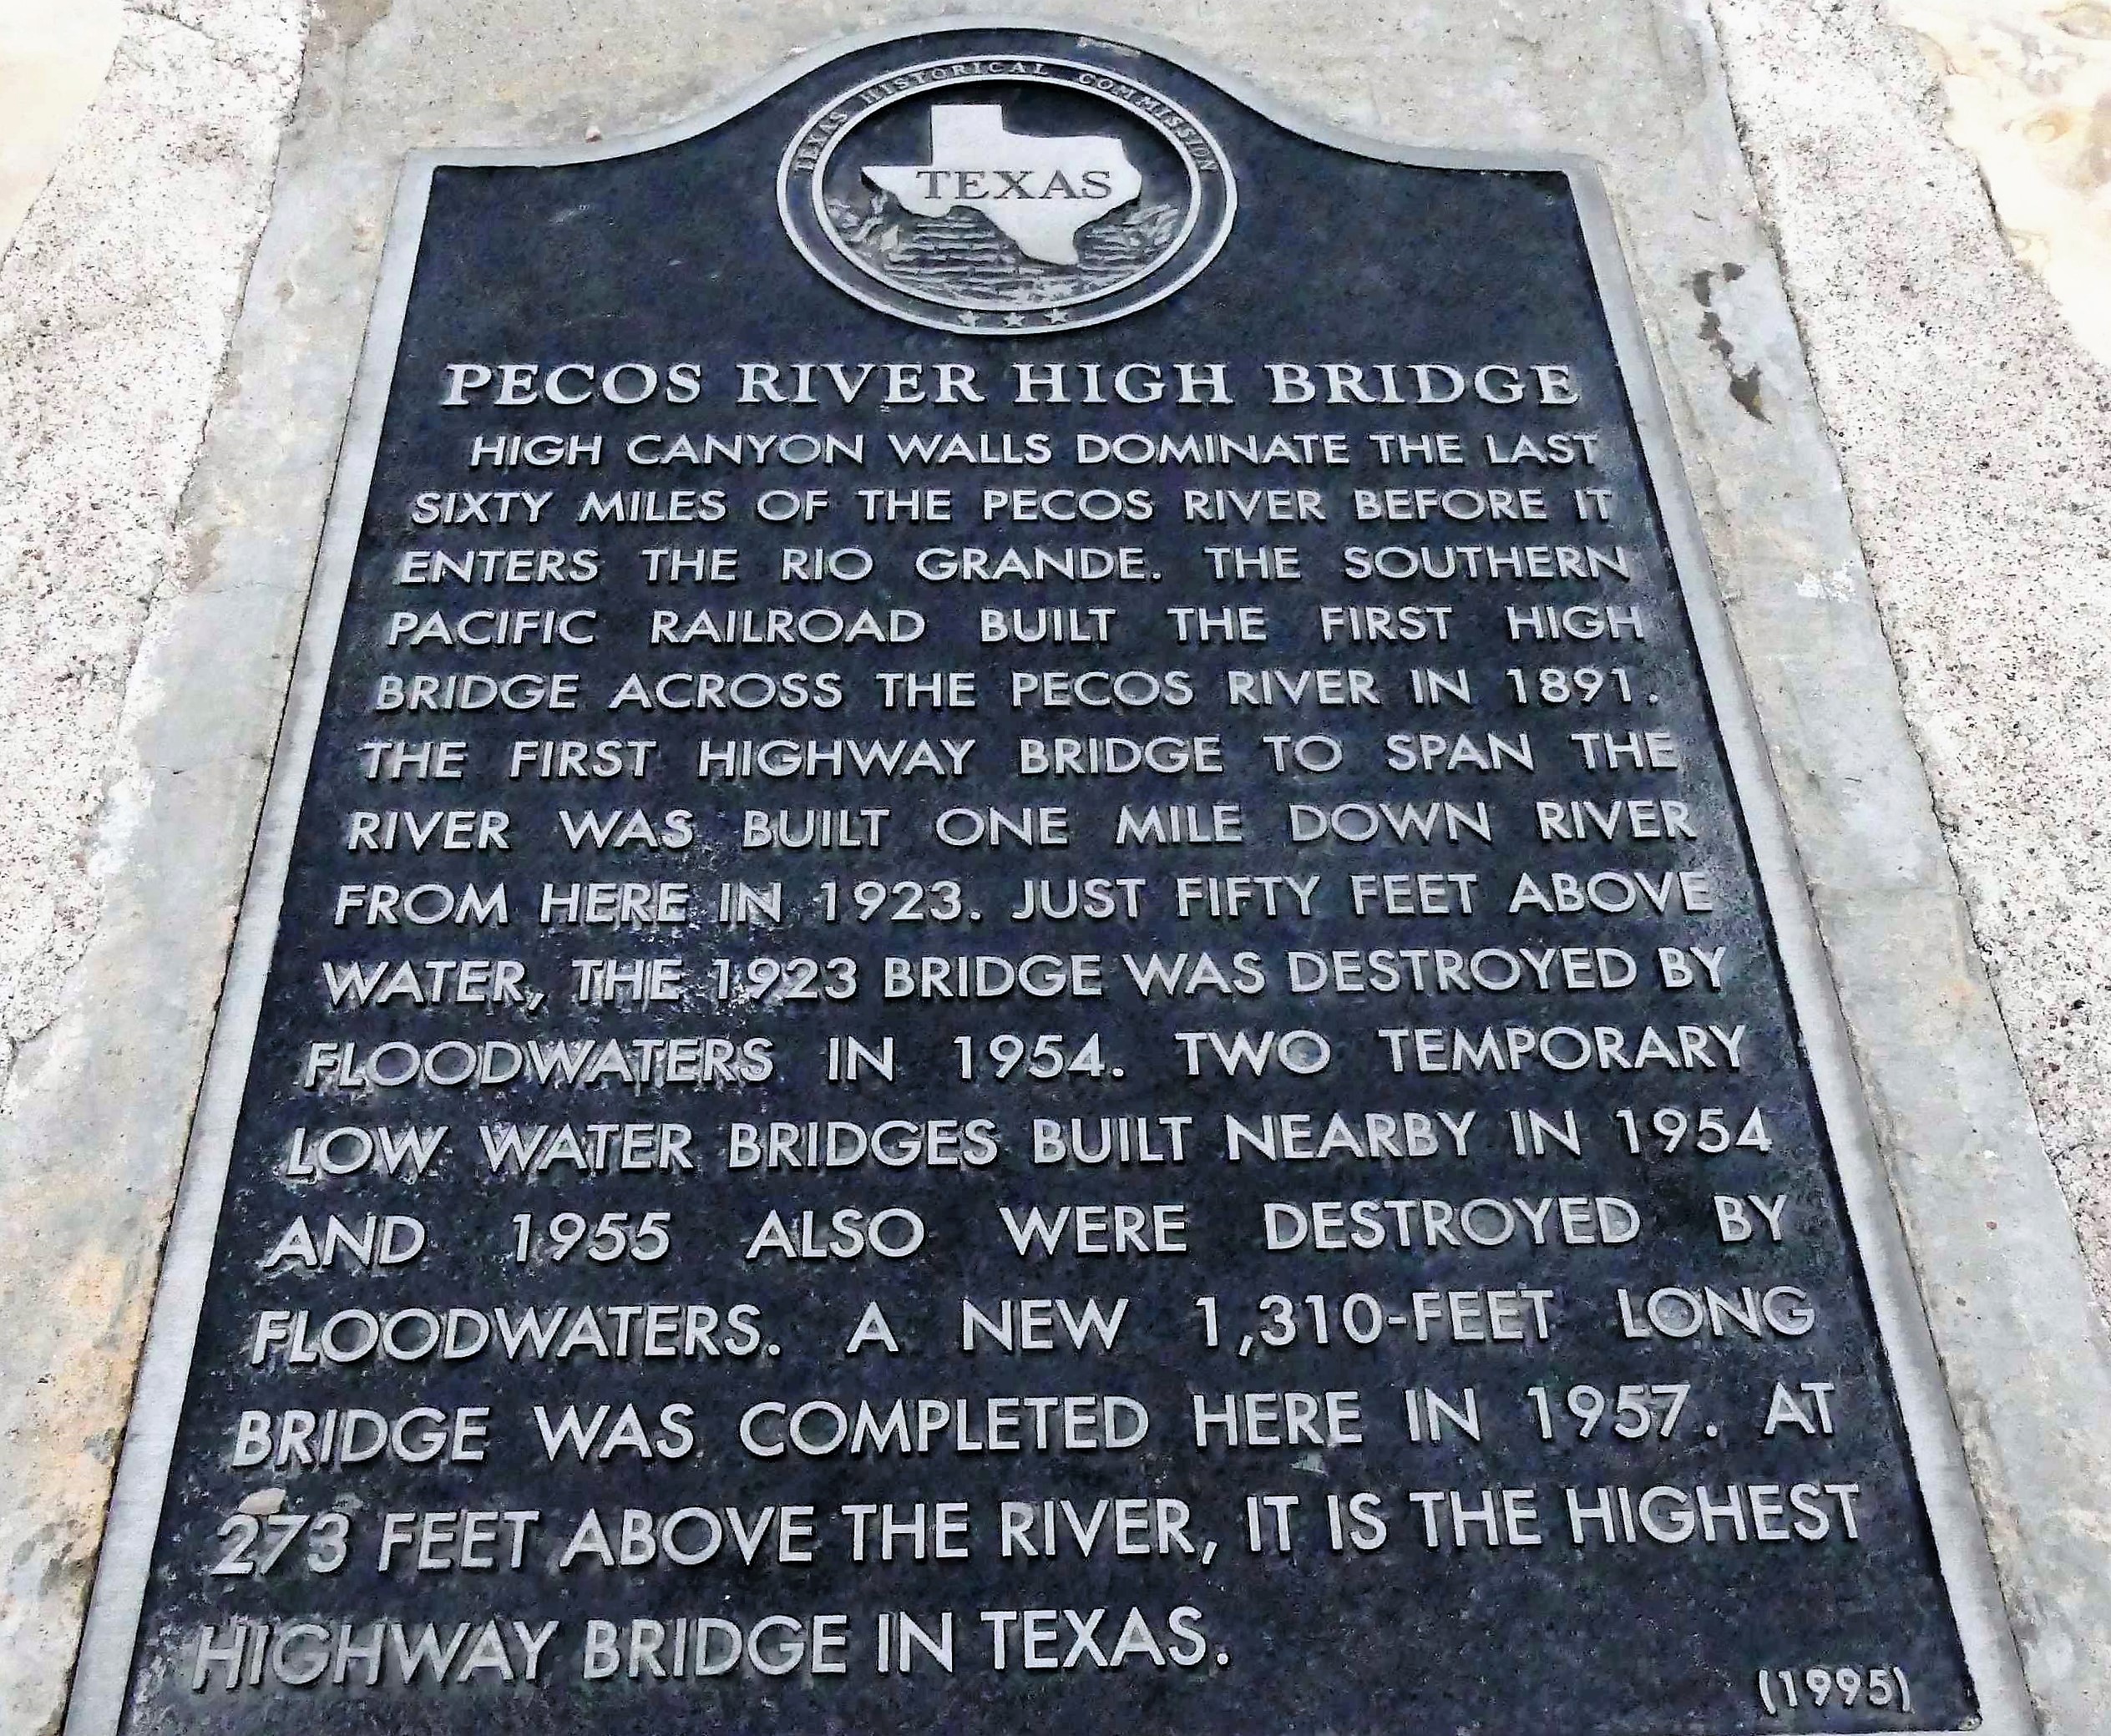 TEXAS HISTORICAL COMMISSION
TEXAS
PECOS RIVER HIGH BRIDGE
HIGH CANYON WALLS DOMINATE THE LAST
SIXTY MILES OF THE PECOS RIVER BEFORE IT
ENTERS THE RIO GRANDE. THE SOUTHERN
PACIFIC RAILROAD BUILT THE FIRST HIGH
BRIDGE ACROSS THE PECOS RIVER IN 1891.
THE FIRST HIGHWAY BRIDGE TO SPAN THE
RIVER WAS BUILT ONE MILE DOWN RIVER
FROM HERE IN 1923. JUST FIFTY FEET ABOVE
WATER, THE 1923 BRIDGE WAS DESTROYED BY
FLOODWATERS IN 1954. TWO TEMPORARY
LOW WATER BRIDGES BUILT NEARBY IN 1954
AND 1955 ALSO WERE DESTROYED BY
FLOODWATERS. A NEW 1,310-FEET LONG
BRIDGE WAS COMPLETED HERE IN 1957. AT
273 FEET ABOVE THE RIVER, IT IS THE HIGHEST
HIGHWAY BRIDGE IN TEXAS.
(1995)